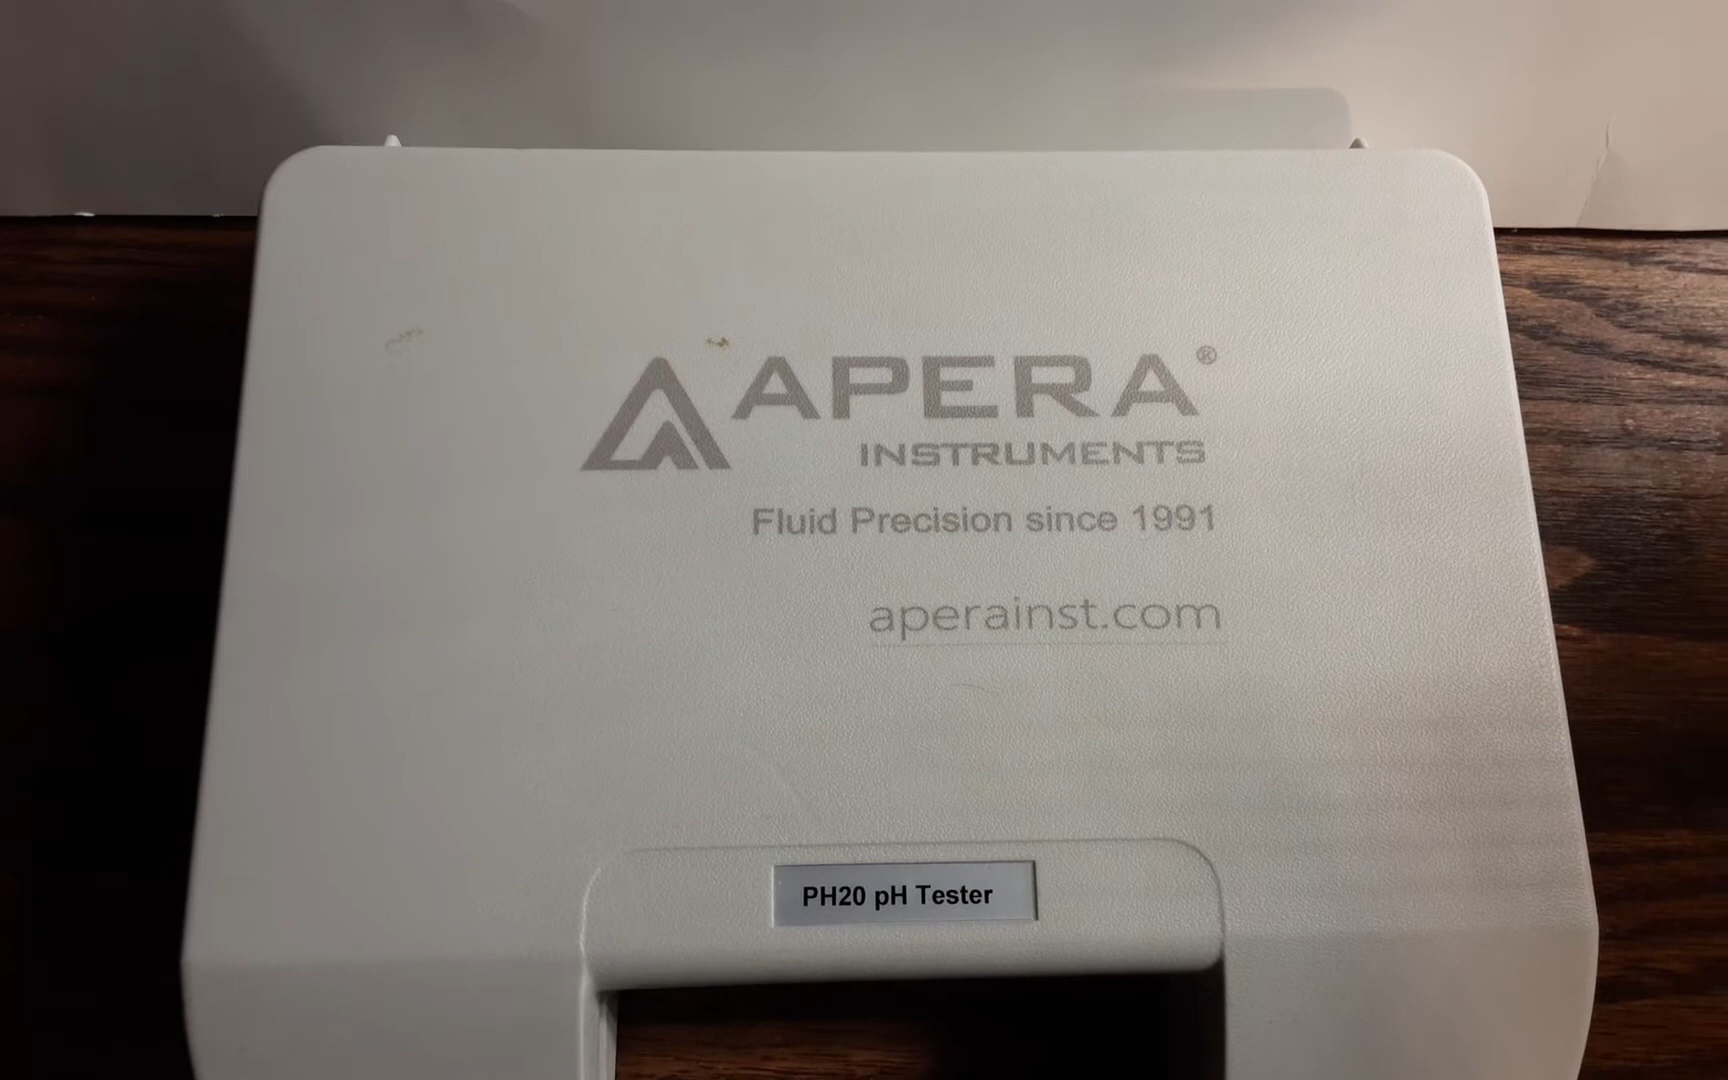 APERA®
INSTRUMENTS
Fluid Precision since 1991
aperainst.com
PH20 pH Tester